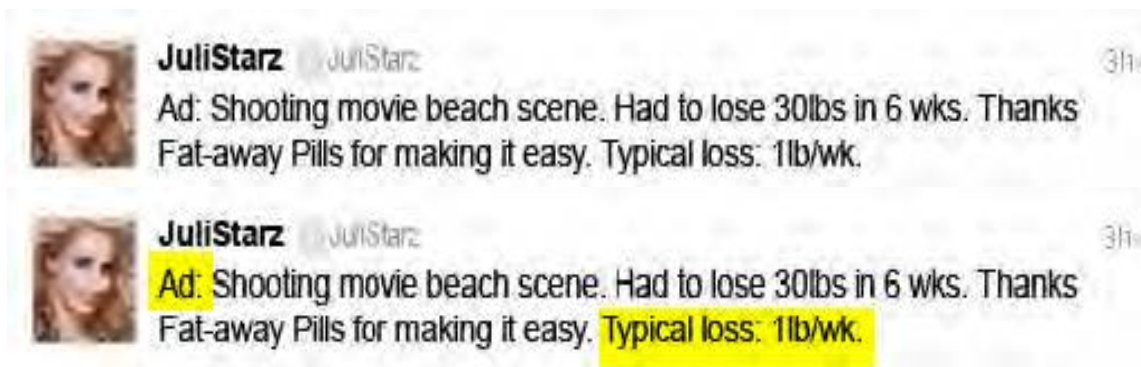 JuliStarz @JuliStarz 3h
Ad: Shooting movie beach scene. Had to lose 30lbs in 6 wks. Thanks
Fat-away Pills for making it easy. Typical loss: 1lb/wk.
JuliStarz @JuliStarz 3h
Ad: Shooting movie beach scene. Had to lose 30lbs in 6 wks. Thanks
Fat-away Pills for making it easy. Typical loss: 1lb/wk.